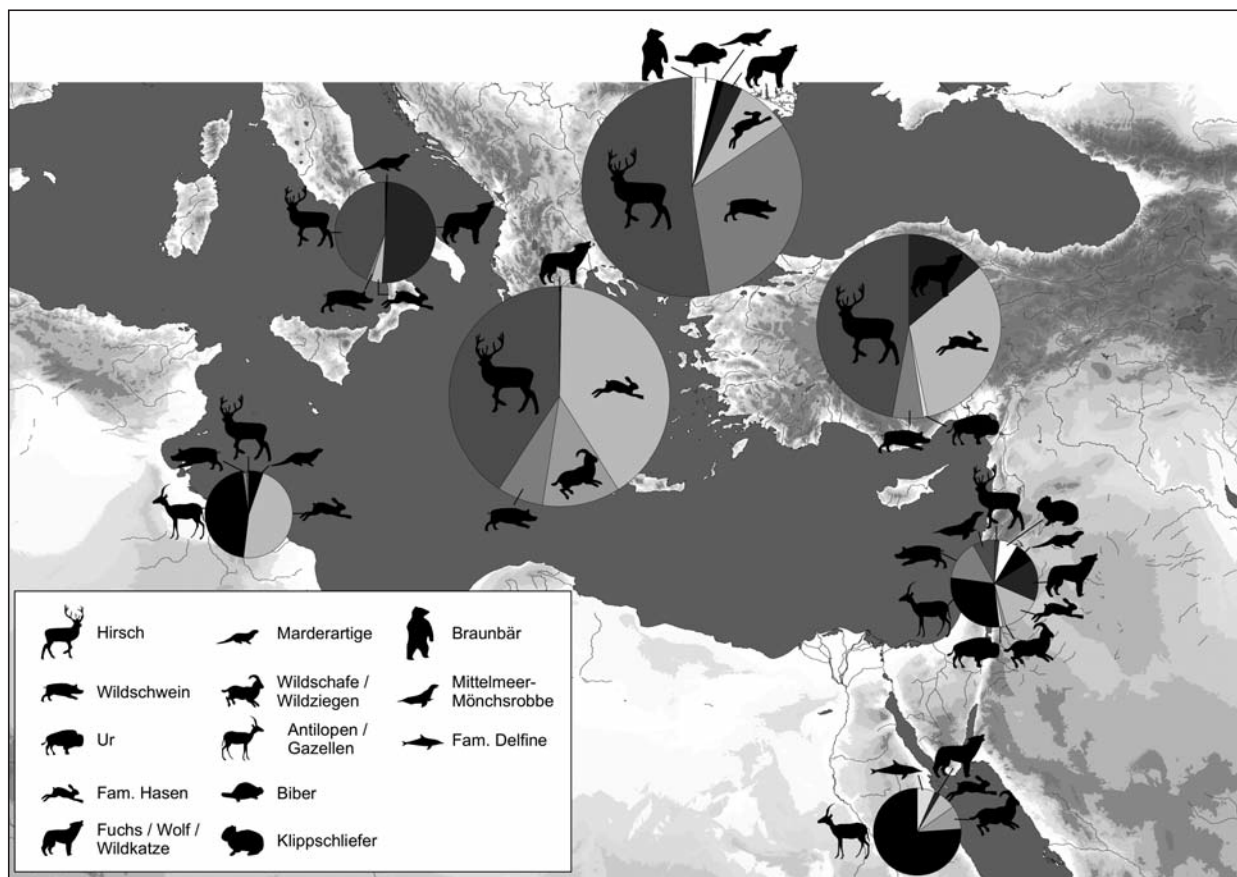 Hirsch
Wildschwein
Ur
Fam. Hasen
Fuchs / Wolf /
Wildkatze
Marderartige
Wildschafe /
Wildziegen
Antilopen /
Gazellen
Biber
Klippschliefer
Braunbär
Mittelmeer-
Mönchsrobbe
Fam. Delfine